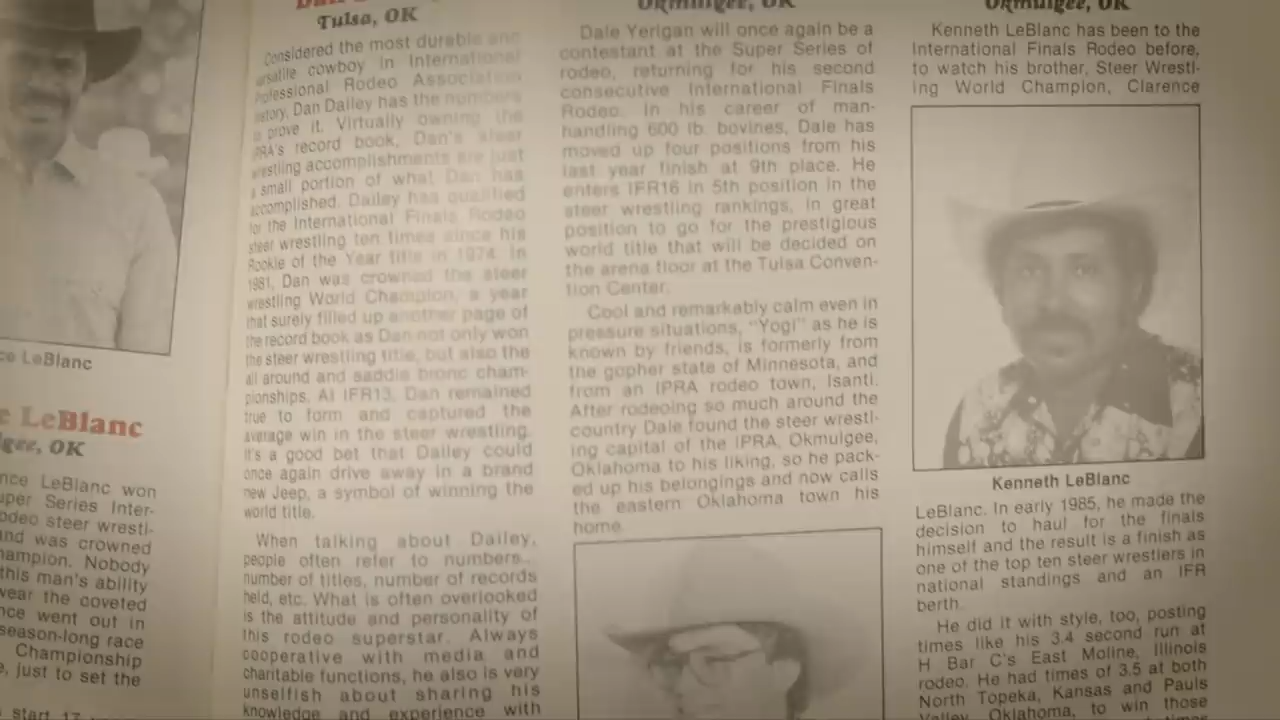 LeBlanc
LeBlanc
OK
LeBlanc won
Super Series Inter-
rodeo steer wrestl-
and was crowned
Champion. Nobody
this man's ability
wear the coveted
went out in
season-long race
Championship
just to set the
start 17
Tulsa, OK
Considered the most durable and
versatile cowboy in International
Professional Rodeo Association
history, Dan Dailey has the numbers
to prove it. Virtually owning the
IPRA's record book, Dan's steer
wrestling accomplishments are just
a small portion of what Dan has
accomplished. Dailey has qualified
for the International Finals Rodeo
steer wrestling ten times since his
Rookie of the Year title in 1974. In
1981, Dan was crowned the steer
wrestling World Champion, a year
that surely filled up another page of
the record book as Dan not only won
the steer wrestling title, but also the
all around and saddle bronc cham-
pionships. At IFR13, Dan remained
true to form and captured the
average win in the steer wrestling.
It's a good bet that Dailey could
once again drive away in a brand
new Jeep, a symbol of winning the
world title.
When talking about Dailey,
people often refer to numbers...
number of titles, number of records
held, etc. What is often overlooked
is the attitude and personality of
this rodeo superstar. Always
cooperative with media and
charitable functions, he also is very
unselfish about sharing his
knowledge and experience with
Okmulgee, OK
Dale Yerigan will once again be a
contestant at the Super Series of
rodeo, returning for his second
consecutive International Finals
Rodeo. In his career of man-
handling 600 lb. bovines, Dale has
moved up four positions from his
last year finish at 9th place. He
enters IFR16 in 5th position in the
steer wrestling rankings, in great
position to go for the prestigious
world title that will be decided on
the arena floor at the Tulsa Conven-
tion Center.
Cool and remarkably calm even in
pressure situations, "Yogi" as he is
known by friends, is formerly from
the gopher state of Minnesota, and
from an IPRA rodeo town, Isanti.
After rodeoing so much around the
country Dale found the steer wrestl-
ing capital of the IPRA, Okmulgee,
Oklahoma to his liking, so he pack-
ed up his belongings and now calls
the eastern Oklahoma town his
home.
Okmulgee, OK
Kenneth LeBlanc has been to the
International Finals Rodeo before,
to watch his brother, Steer Wrestl-
ing World Champion, Clarence
Kenneth LeBlanc
LeBlanc. In early 1985, he made the
decision to haul for the finals
himself and the result is a finish as
one of the top ten steer wrestlers in
national standings and an IFR
berth.
He did it with style, too, posting
times like his 3.4 second run at
H Bar C's East Moline, Illinois
rodeo. He had times of 3.5 at both
North Topeka, Kansas and Pauls
Valley, Oklahoma, to win those